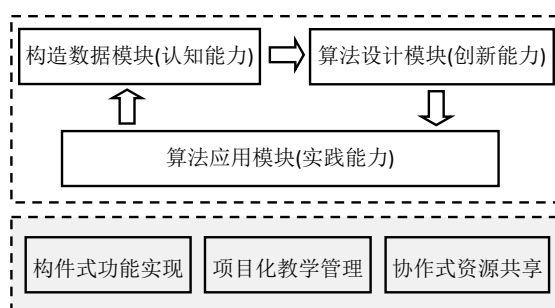 构造数据模块(认知能力)
算法设计模块(创新能力)
算法应用模块(实践能力)
构件式功能实现
项目化教学管理
协作式资源共享